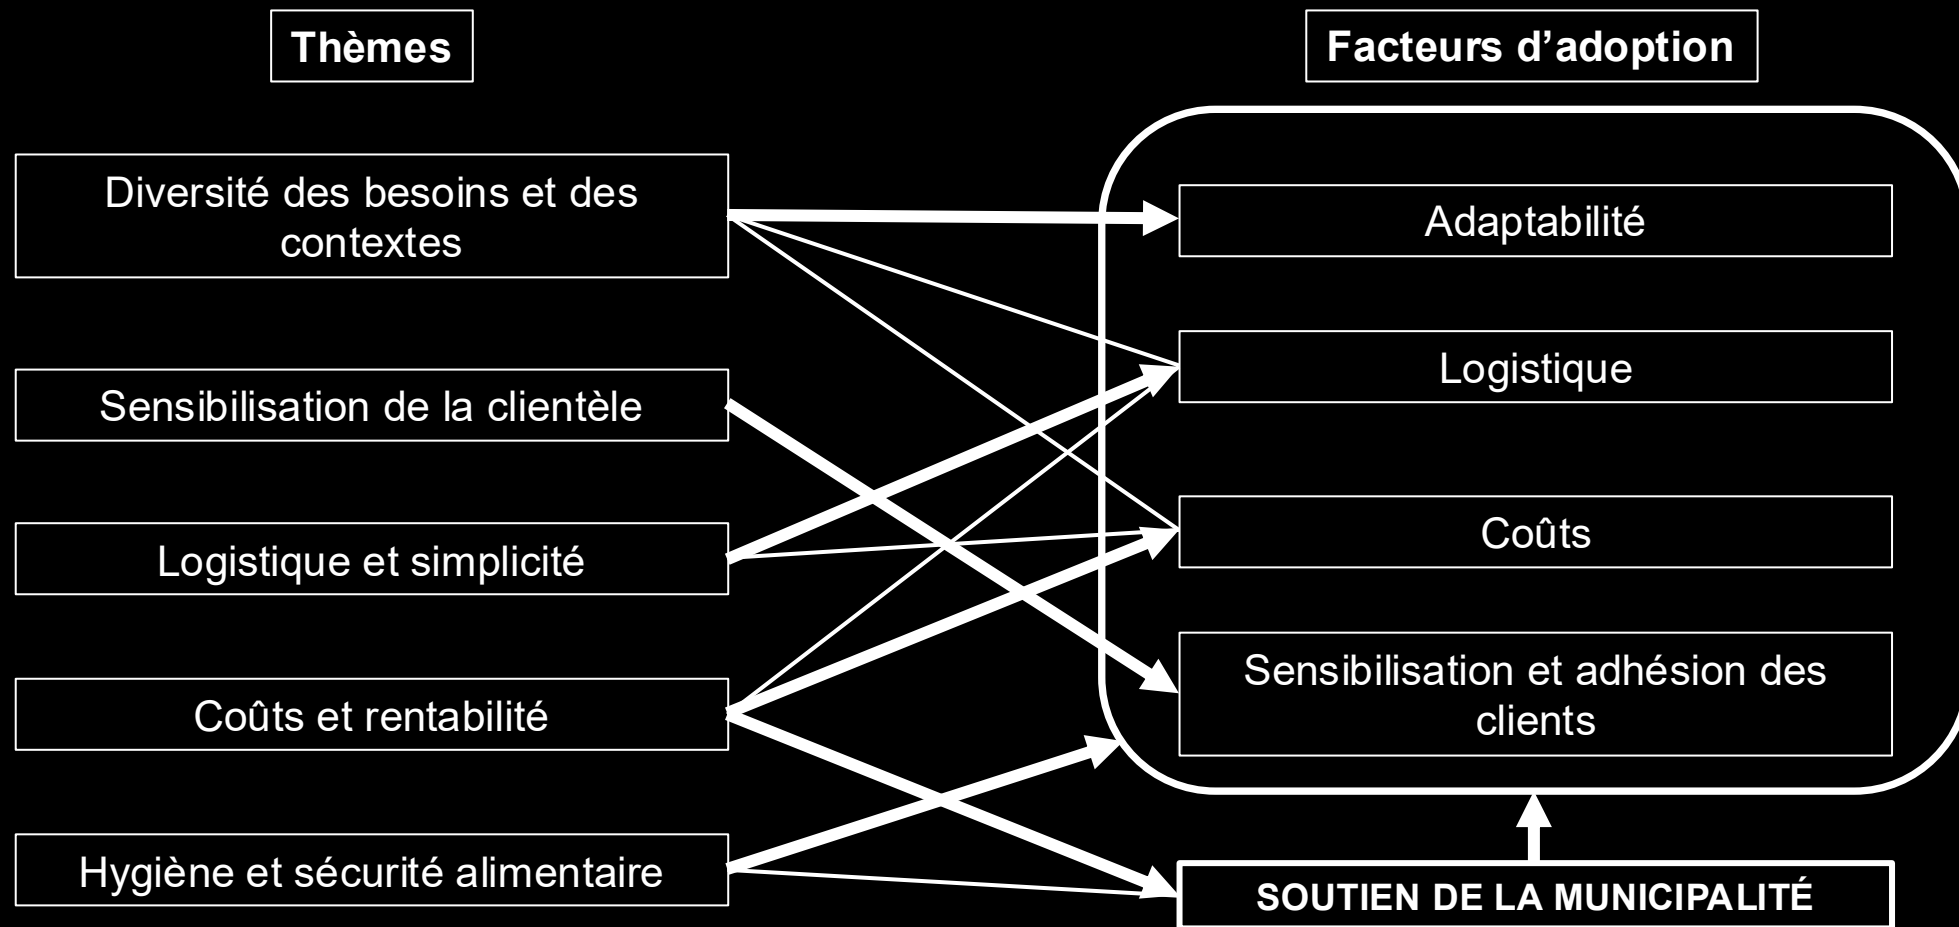 Thèmes
Facteurs d’adoption
Diversité des besoins et des
contextes
Sensibilisation de la clientèle
Logistique et simplicité
Coûts et rentabilité
Hygiène et sécurité alimentaire
Adaptabilité
Logistique
Coûts
Sensibilisation et adhésion des
clients
SOUTIEN DE LA MUNICIPALITÉ